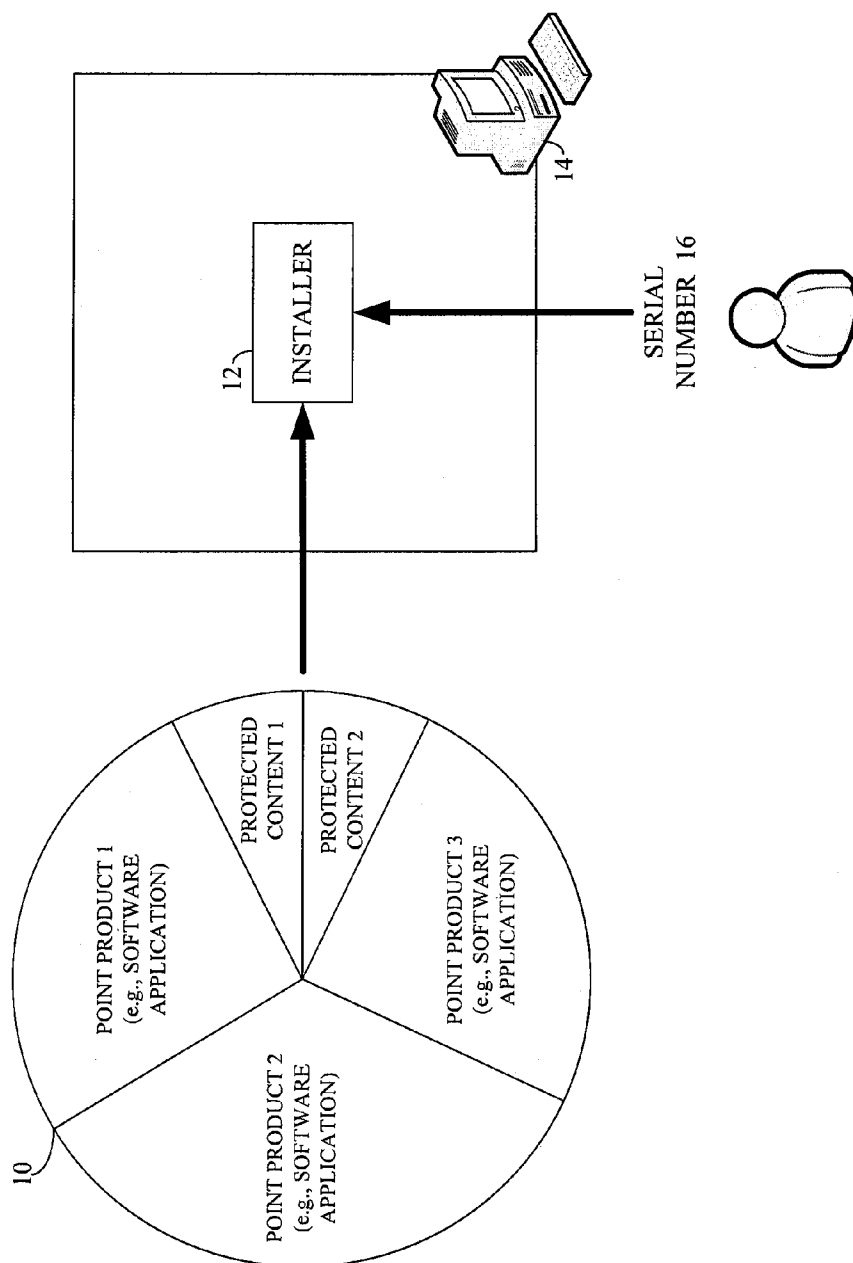 10
POINT PRODUCT 1
(e.g., SOFTWARE
APPLICATION)
POINT PRODUCT 2
(e.g., SOFTWARE
APPLICATION)
PROTECTED
CONTENT 1
PROTECTED
CONTENT 2
POINT PRODUCT 3
(e.g., SOFTWARE
APPLICATION)
12
INSTALLER
14
SERIAL
NUMBER 16